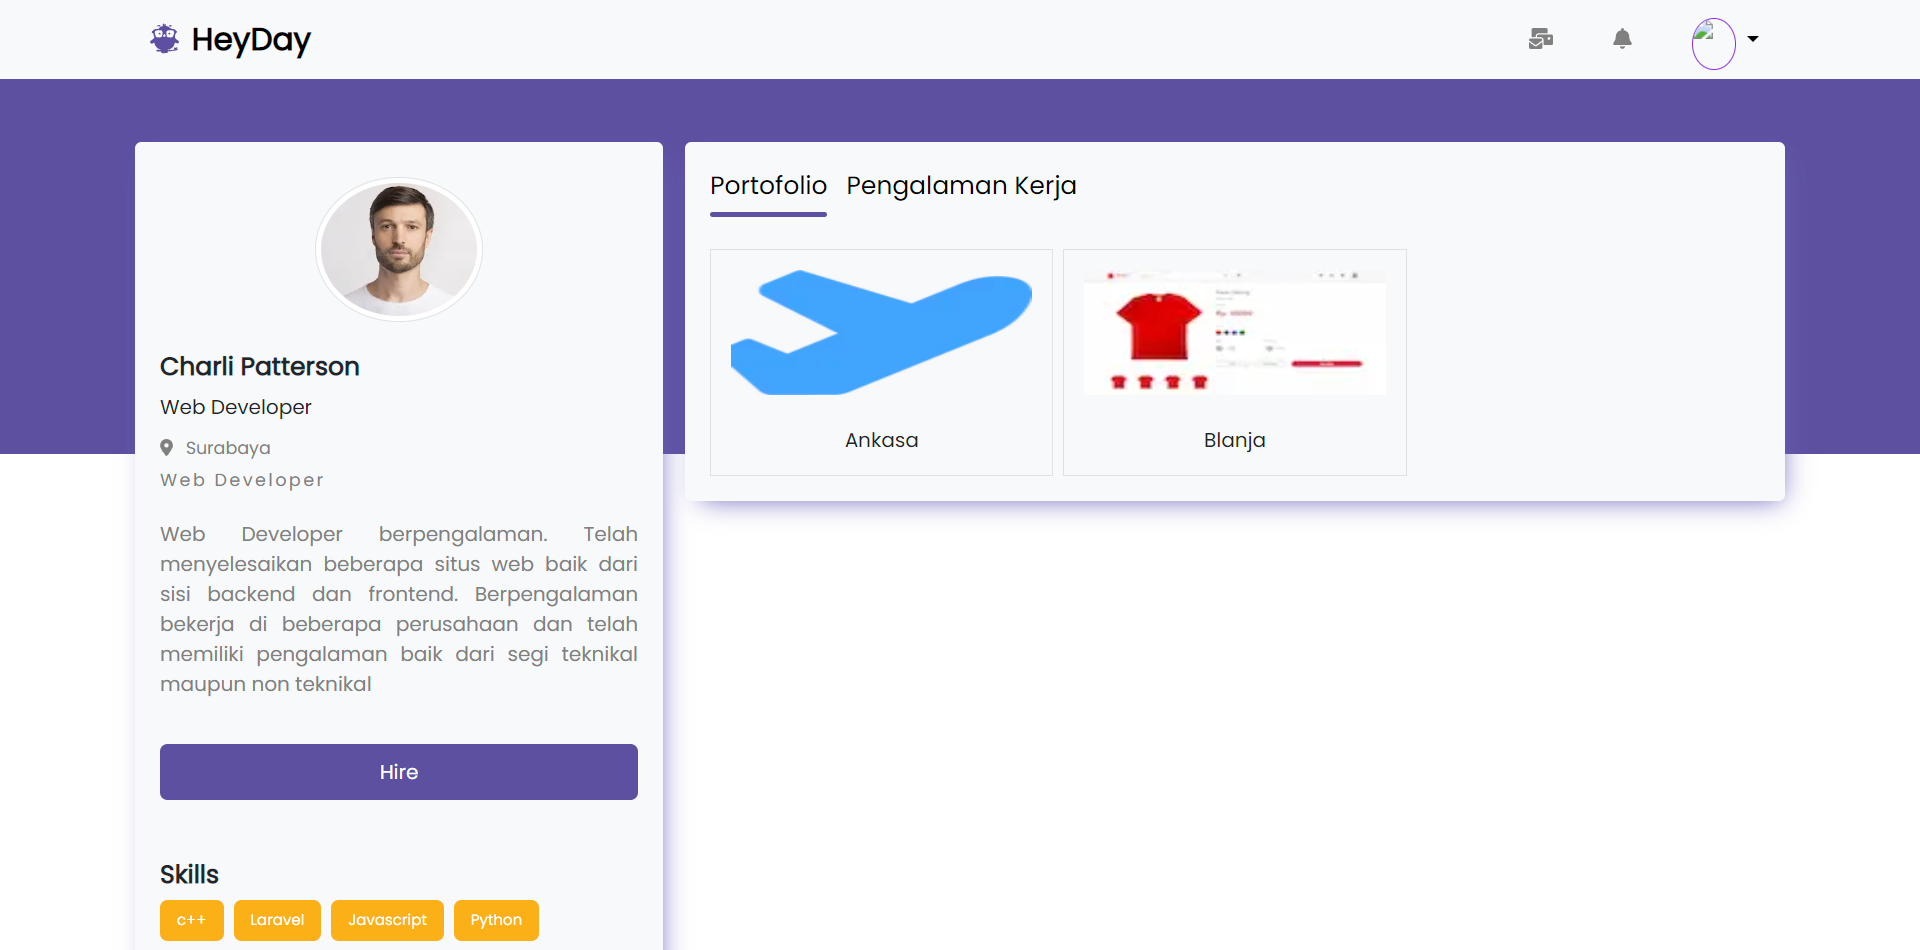 HeyDay
Charli Patterson
Web Developer
Surabaya
Web Developer
Web Developer berpengalaman. Telah
menyelesaikan beberapa situs web baik dari
sisi backend dan frontend. Berpengalaman
bekerja di beberapa perusahaan dan telah
memiliki pengalaman baik dari segi teknikal
maupun non teknikal
Hire
Skills
c++ Laravel Javascript Python
Portofolio Pengalaman Kerja
Ankasa
Blanja